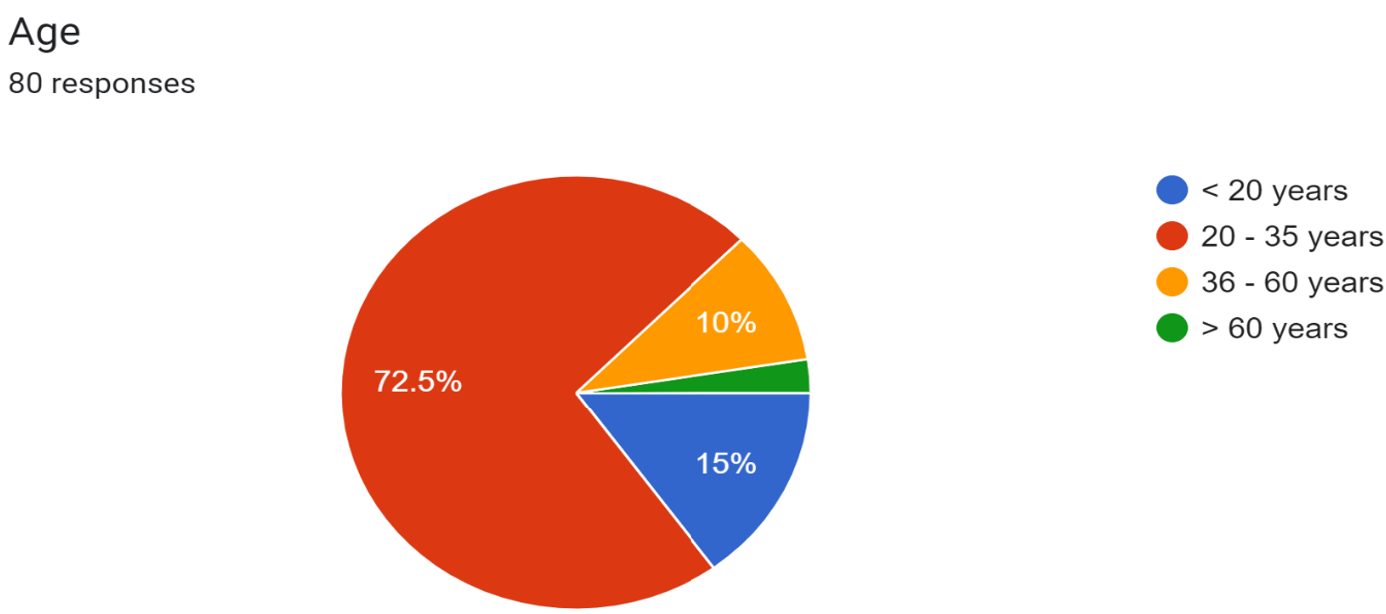 Age
80 responses
< 20 years
20 - 35 years
36 - 60 years
> 60 years
10%
72.5%
15%